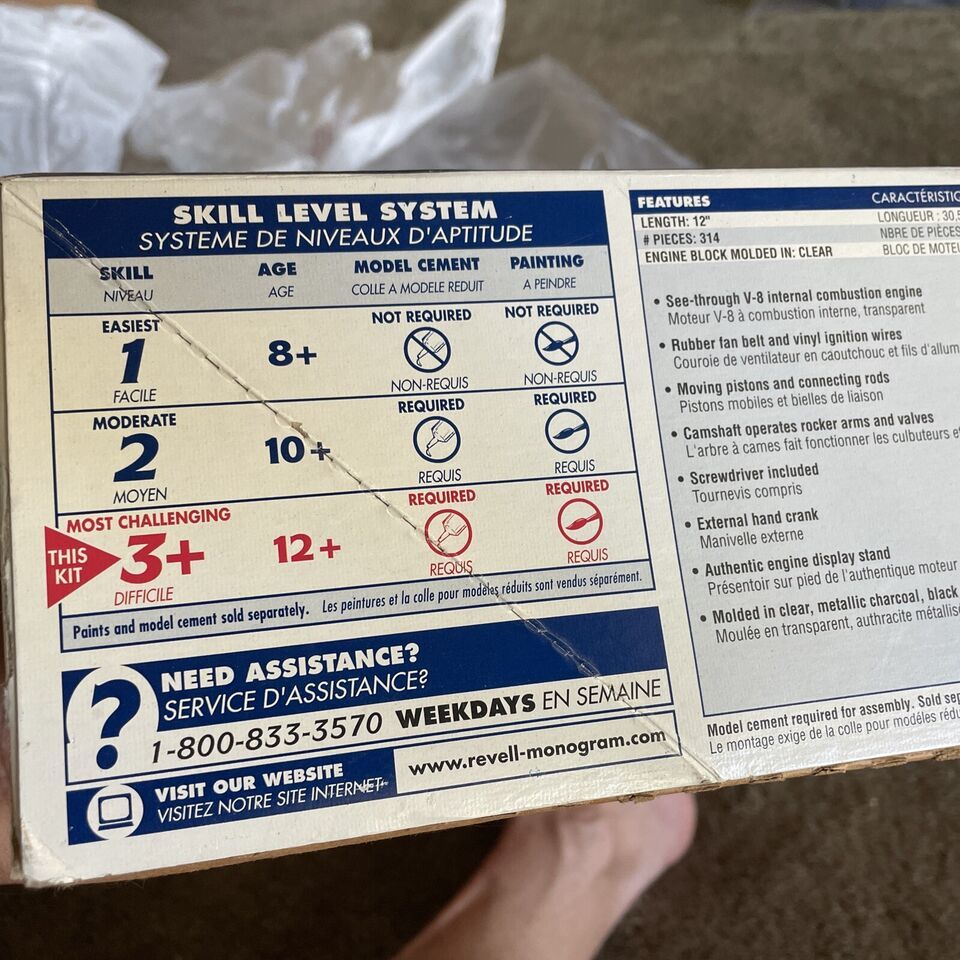 SKILL LEVEL SYSTEM
SYSTEME DE NIVEAUX D'APTITUDE
SKILL AGE MODEL CEMENT PAINTING
NIVEAU AGE COLLE A MODELE REDUIT A PEINDRE
EASIEST NOT REQUIRED NOT REQUIRED
1 8+
FACILE NON-REQUIS NON-REQUIS
MODERATE REQUIRED REQUIRED
2 10+
MOYEN REQUIS REQUIS
MOST CHALLENGING REQUIRED REQUIRED
THIS KIT 3+ 12+
DIFFICILE REQUIS REQUIS
Paints and model cement sold separately. Les peintures et la colle pour modèles réduits sont vendus séparément.
? NEED ASSISTANCE?
SERVICE D'ASSISTANCE?
1-800-833-3570 WEEKDAYS EN SEMAINE
VISIT OUR WEBSITE
VISITEZ NOTRE SITE INTERNET
www.revell-monogram.com
FEATURES
LENGTH: 12" LONGUEUR : 30,5
# PIECES: 314 NBRE DE PIÈCES
ENGINE BLOCK MOLDED IN: CLEAR BLOC DE
• See-through V-8 internal combustion engine
Moteur V-8 à combustion interne, transparent
• Rubber fan belt and vinyl ignition wires
Courroie de ventilateur en caoutchouc et fils
• Moving pistons and connecting rods
Pistons mobiles et bielles de liaison
• Camshaft operates rocker arms and valves
L'arbre à cames fait fonctionner les culbuteurs
• Screwdriver included
Tournevis compris
• External hand crank
Manivelle externe
• Authentic engine display stand
Présentoir sur pied de l'authentique moteur
• Molded in clear, metallic charcoal, black
Moulée en transparent, anthracite
Model cement required for assembly. Sold
Le montage exige de la colle pour modèles